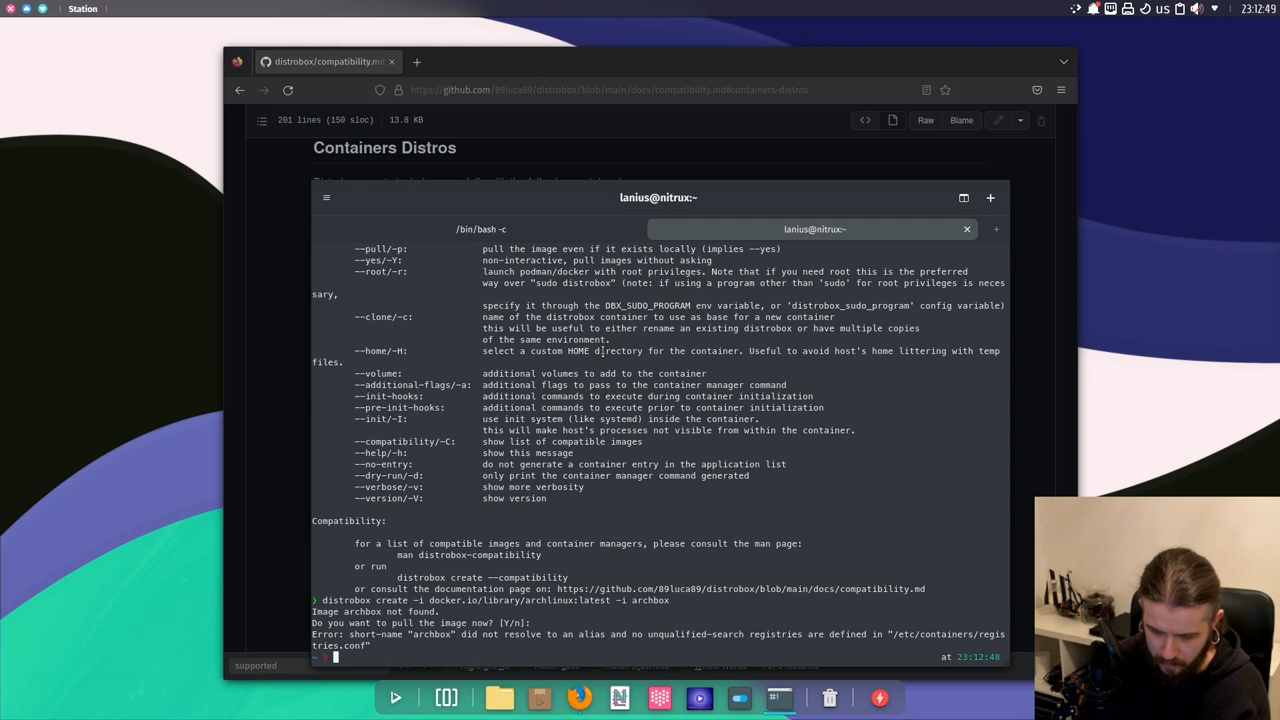 Station
us
23:12:49
distrobox/compatibility.md
https://github.com/89luca89/distrobox/blob/main/docs/compatibility.md#containers-distros
201 lines (150 sloc)
13.8 KB
Raw
Blame
Containers Distros
lanius@nitrux:~
/bin/bash -c
lanius@nitrux:~
--pull/-p: pull the image even if it exists locally (implies --yes)
--yes/-Y: non-interactive, pull images without asking
--root/-r: launch podman/docker with root privileges. Note that if you need root this is the preferred
way over "sudo distrobox" (note: if using a program other than 'sudo' for root privileges is neces
sary,
specify it through the DBX_SUDO_PROGRAM env variable, or 'distrobox_sudo_program' config variable)
--clone/-c: name of the distrobox container to use as base for a new container
this will be useful to either rename an existing distrobox or have multiple copies
of the same environment.
--home/-H: select a custom HOME directory for the container. Useful to avoid host's home littering with temp
files.
--volume: additional volumes to add to the container
--additional-flags/-a: additional flags to pass to the container manager command
--init-hooks: additional commands to execute during container initialization
--pre-init-hooks: additional commands to execute prior to container initialization
--init/-I: use init system (like systemd) inside the container.
this will make host's processes not visible from within the container.
--compatibility/-C: show list of compatible images
--help/-h: show this message
--no-entry: do not generate a container entry in the application list
--dry-run/-d: only print the container manager command generated
--verbose/-v: show more verbosity
--version/-V: show version
Compatibility:
for a list of compatible images and container managers, please consult the man page:
man distrobox-compatibility
or run
distrobox create --compatibility
or consult the documentation page on: https://github.com/89luca89/distrobox/blob/main/docs/compatibility.md
❯ distrobox create -i docker.io/library/archlinux:latest -i archbox
Image archbox not found.
Do you want to pull the image now? [Y/n]:
Error: short-name "archbox" did not resolve to an alias and no unqualified-search registries are defined in "/etc/containers/regis
tries.conf"
~
at 23:12:48
supported